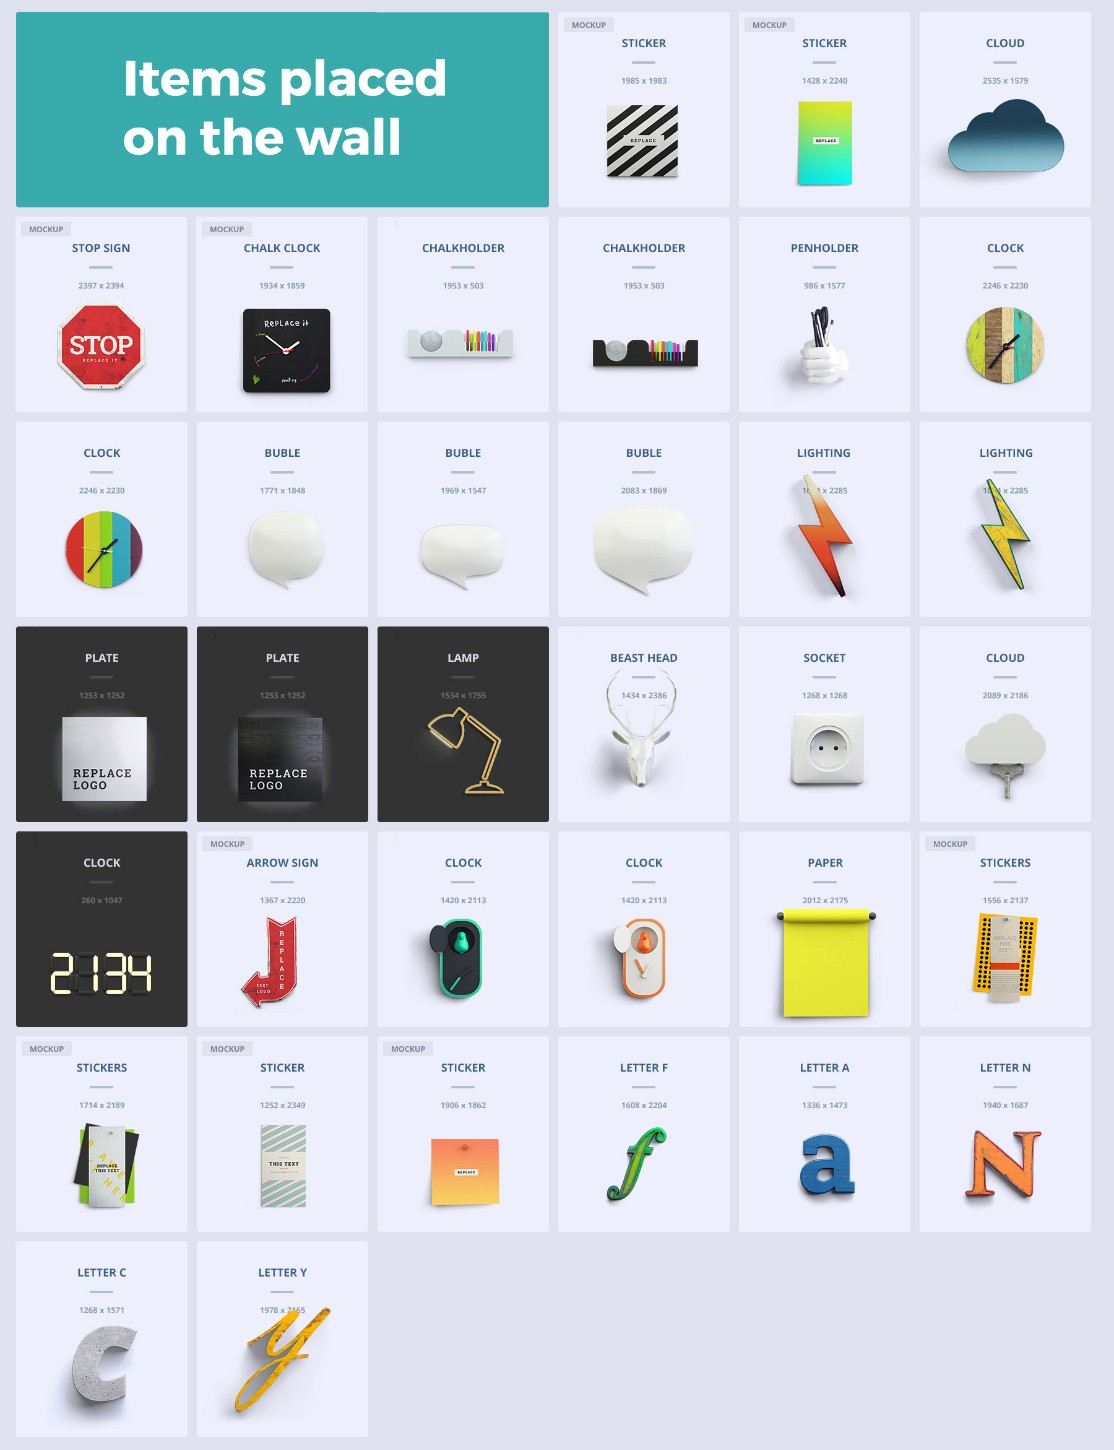 Items placed
on the wall
MOCKUP
STICKER
1985 x 1983
REPLACE
MOCKUP
STICKER
1428 x 2240
REPLACE
CLOUD
2535 x 1579
MOCKUP
STOP SIGN
2397 x 2394
STOP
REPLACE IT
MOCKUP
CHALK CLOCK
1934 x 1859
Replace it
CHALKHOLDER
1953 x 503
CHALKHOLDER
1953 x 503
PENHOLDER
986 x 1577
CLOCK
2246 x 2230
CLOCK
2246 x 2230
BUBLE
1771 x 1848
BUBLE
1969 x 1547
BUBLE
2083 x 1869
LIGHTING
x 2285
LIGHTING
x 2285
PLATE
1253 x 1252
REPLACE
LOGO
PLATE
1253 x 1252
REPLACE
LOGO
LAMP
1534 x 1755
BEAST HEAD
1434 x 2386
SOCKET
1268 x 1268
CLOUD
2089 x 2186
CLOCK
260 x 1047
2134
MOCKUP
ARROW SIGN
1367 x 2220
REPLACE
TEXT
LOGO
CLOCK
1420 x 2113
CLOCK
1420 x 2113
PAPER
2012 x 2175
MOCKUP
STICKERS
1556 x 2137
REPLACE
THIS
TEXT!
MOCKUP
STICKERS
1714 x 2189
REPLACE
THIS TEXT
MOCKUP
STICKER
1252 x 2349
THIS TEXT
MOCKUP
STICKER
1906 x 1862
REPLACE
LETTER F
1608 x 2204
f
LETTER A
1336 x 1473
a
LETTER N
1940 x 1687
N
LETTER C
1268 x 1571
C
LETTER Y
1978 x 2165
y